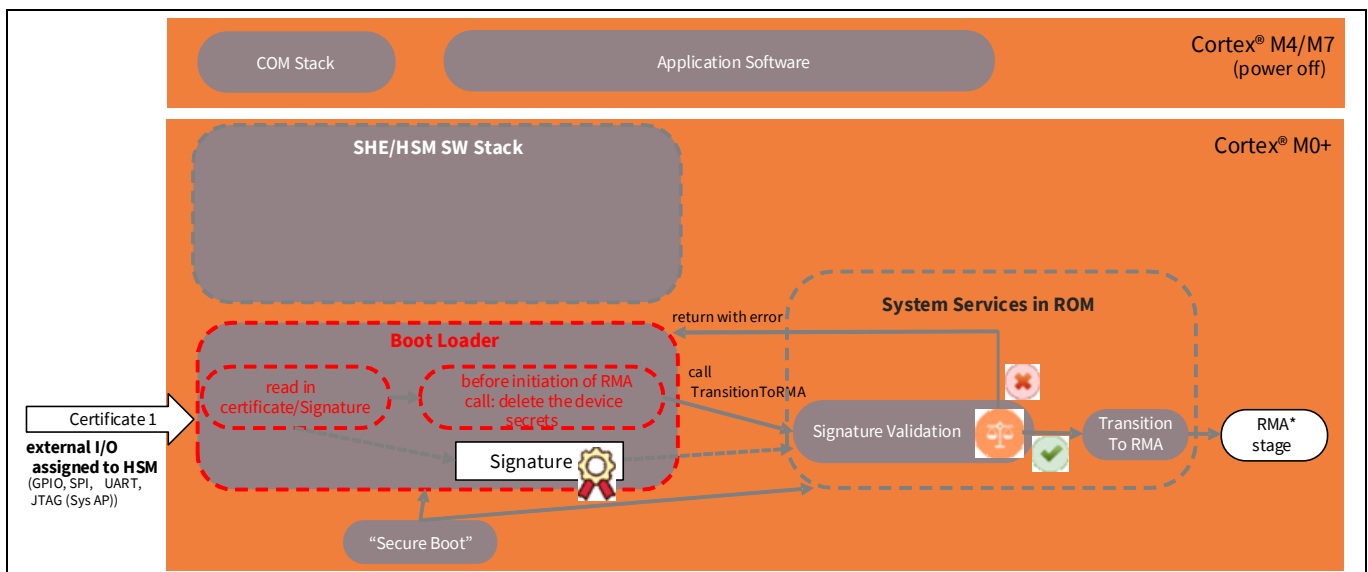 Cortex® M4/M7
(power off)
COM Stack
Application Software
Cortex® M0+
SHE/HSM SW Stack
System Services in ROM
return with error
Boot Loader
read in
certificate/Signature
before initiation of RMA
call: delete the device
secrets
call
TransitionToRMA
Certificate 1
external I/O
assigned to HSM
(GPIO, SPI, UART,
JTAG (Sys AP))
Signature
Signature Validation
Transition
To RMA
RMA*
stage
“Secure Boot”